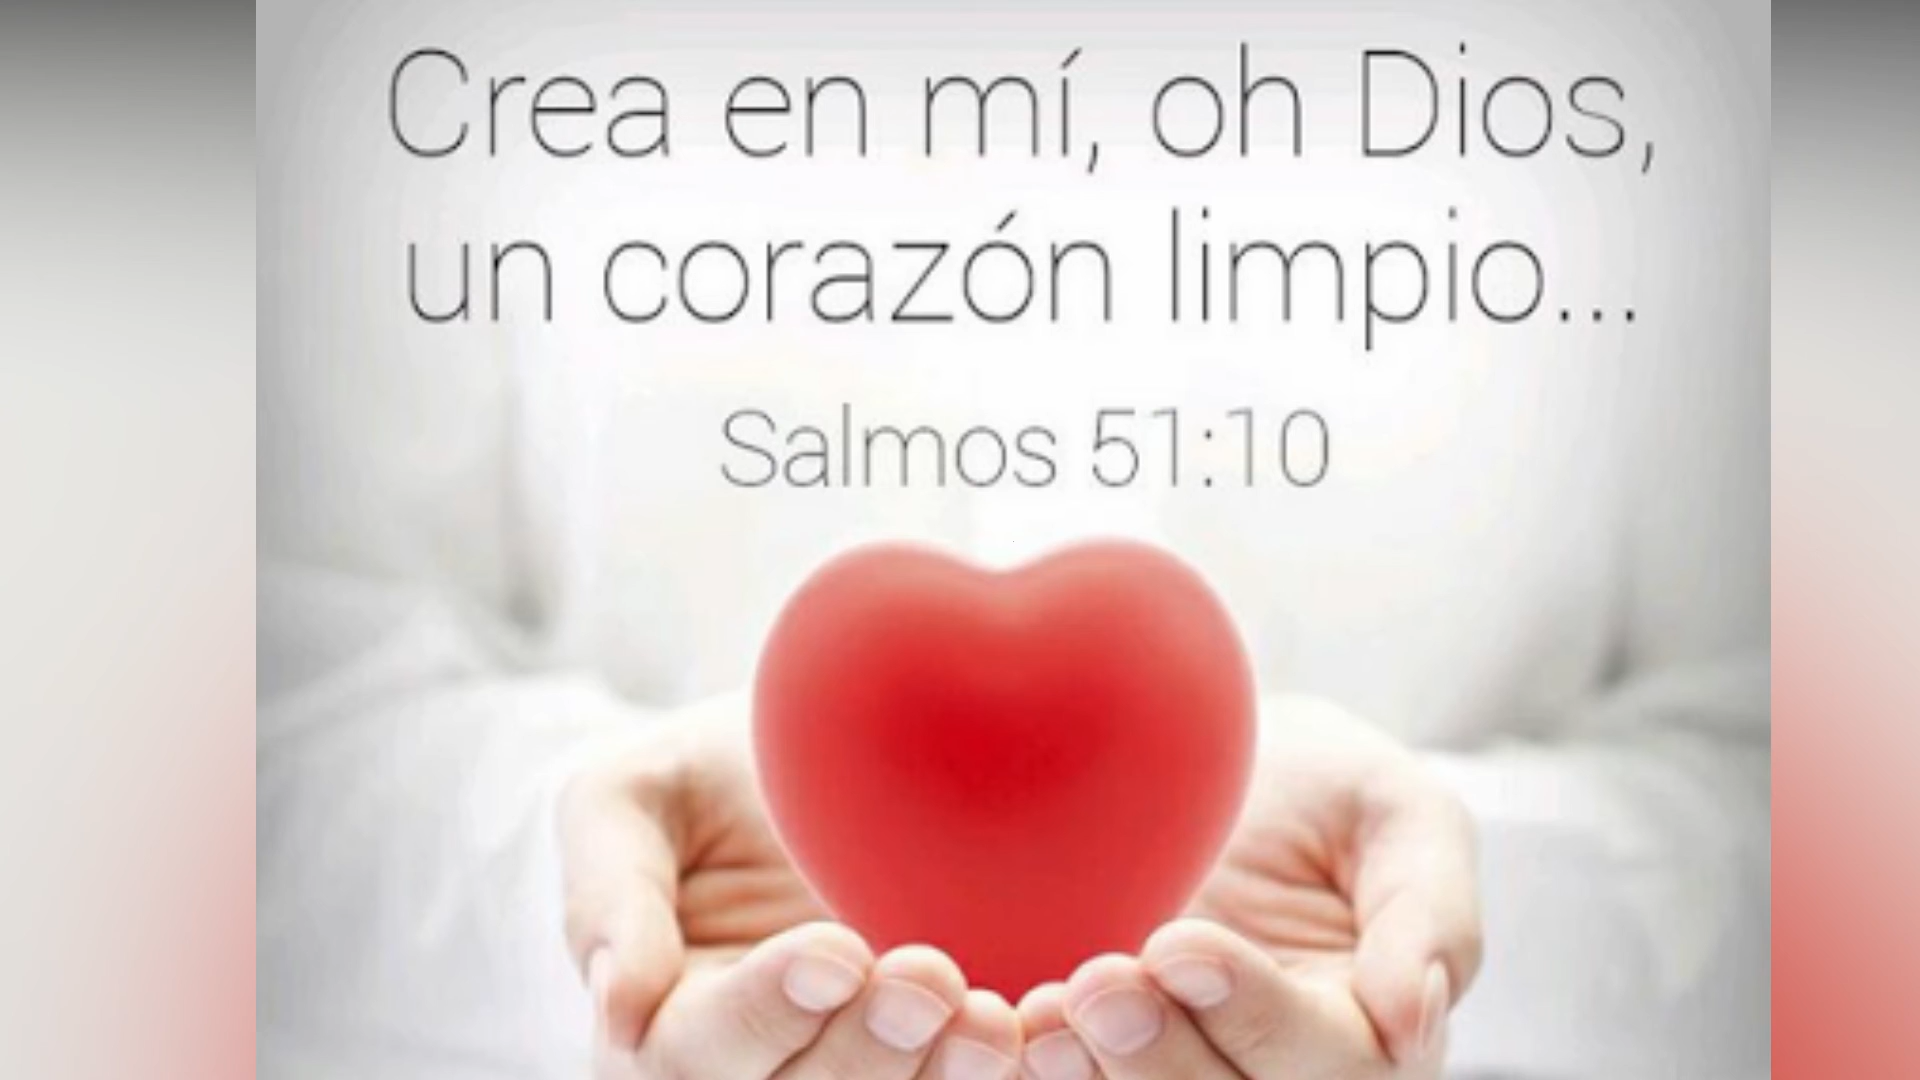 Crea en mí, oh Dios,
un corazón limpio...
Salmos 51:10